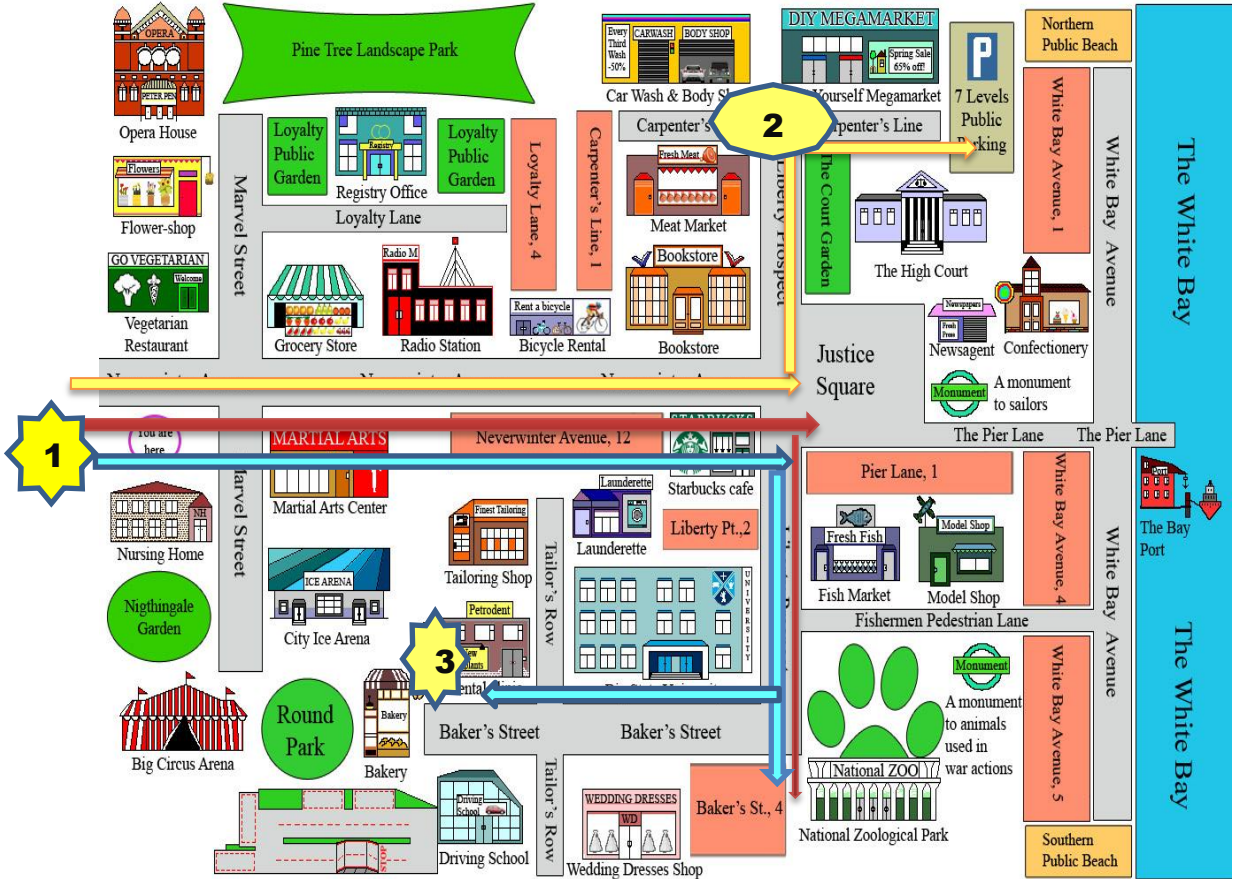 OPERA
PETER PEN
Opera House
Pine Tree Landscape Park
Every
Third
Wash
-50%
CARWASH
BODY SHOP
Car Wash & Body
DIY MEGAMARKET
Spring Sale
65% off!
Yourself Megamarket
P
7 Levels
Public
Parking
Northern
Public Beach
Flowers
Flower-shop
Marvel Street
Loyalty
Public
Garden
Registry
Registry Office
Loyalty
Public
Garden
Loyalty Lane
Loyalty Lane, 4
Carpenter's Line, 1
Carpenter's
2
Carpenter's Line
Fresh Meat
Meat Market
Liberty Prospect
The Court Garden
The High Court
White Bay Avenue, 1
White Bay Avenue
The White Bay
GO VEGETARIAN
Welcome
Vegetarian
Restaurant
Grocery Store
Radio M
Radio Station
Rent a bicycle
Bicycle Rental
Bookstore
Bookstore
Justice
Square
Newspapers
Fresh
Press
Newsagent
Confectionery
Monument
A monument
to sailors
1
You are
here
MARTIAL ARTS
Martial Arts Center
Neverwinter Avenue, 12
STARBUCKS
Starbucks cafe
The Pier Lane
The Pier Lane
Marvel Street
NH
Nursing Home
Finest Tailoring
Tailoring Shop
Tailor's Row
Launderette
Launderette
Liberty Pt.,2
Pier Lane, 1
Fresh Fish
Fish Market
Model Shop
Model Shop
White Bay Avenue, 4
White Bay Avenue
Port
The Bay
Port
Nigthingale
Garden
ICE ARENA
City Ice Arena
Petrodent
3
UNIVERSITY
Fishermen Pedestrian Lane
Big Circus Arena
Round
Park
Bakery
Bakery
Baker's Street
Baker's Street
Monument
A monument
to animals
used in
war actions
White Bay Avenue, 5
The White Bay
STOP
Driving
School
Driving School
Tailor's Row
WEDDING DRESSES
WD
Wedding Dresses Shop
Baker's St., 4
National ZOO
National Zoological Park
Southern
Public Beach